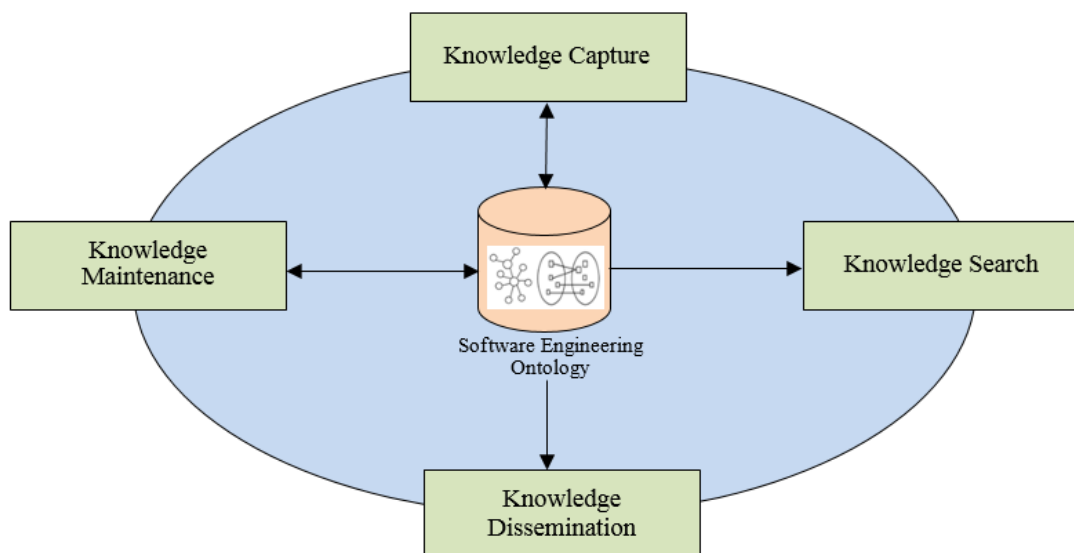 Knowledge Capture
Knowledge
Maintenance
Knowledge Search
Software Engineering
Ontology
Knowledge
Dissemination